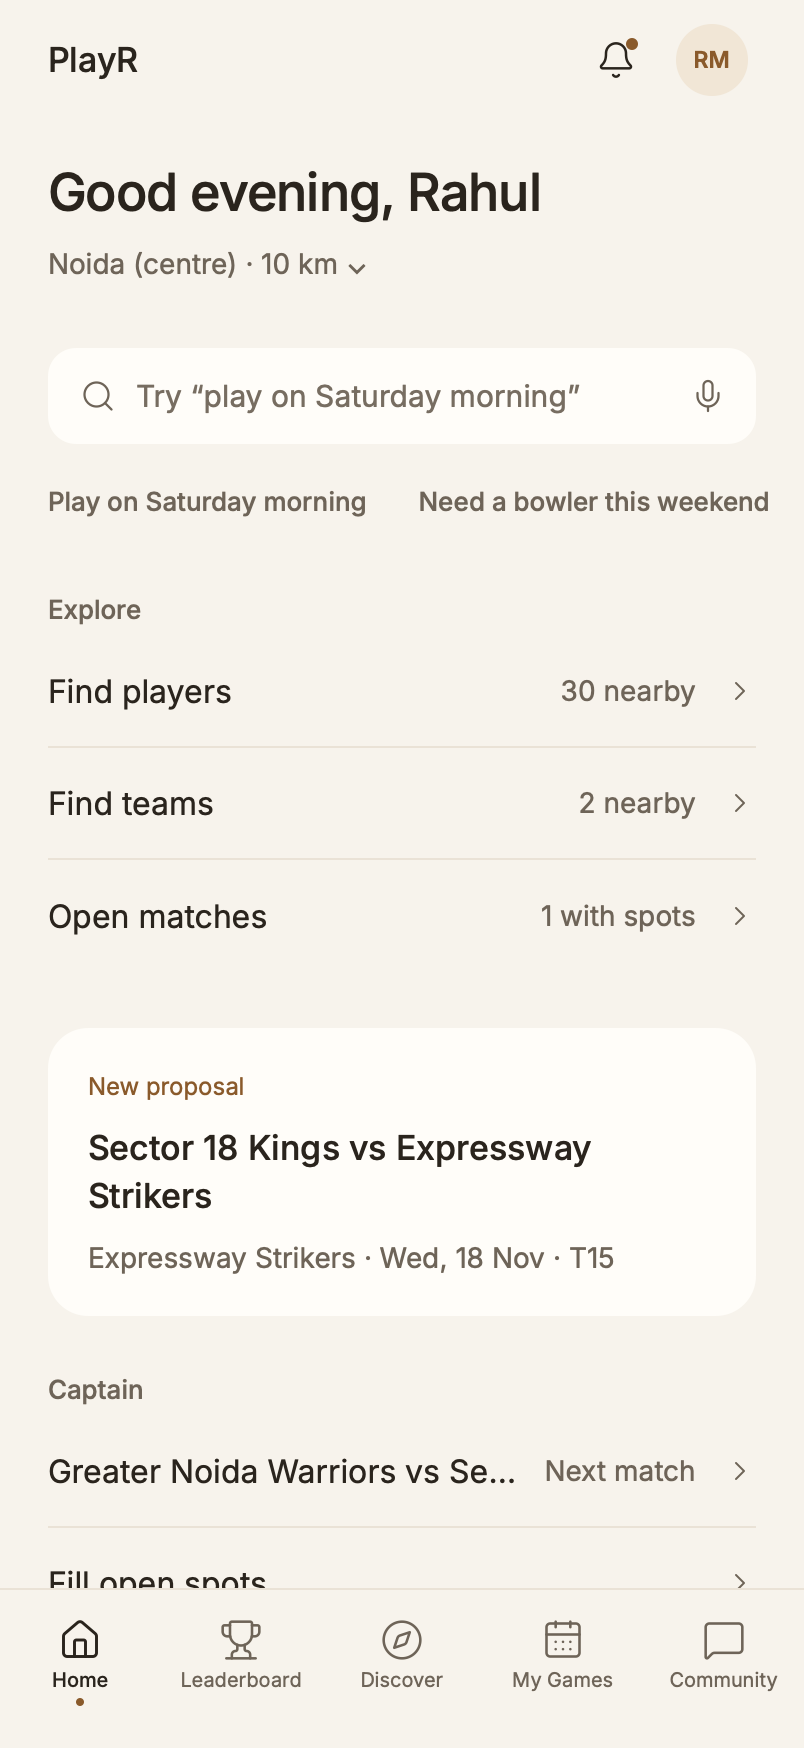 PlayR
RM
Good evening, Rahul
Noida (centre) · 10 km
Try “play on Saturday morning”
Play on Saturday morning
Need a bowler this weekend
Explore
Find players
30 nearby
Find teams
2 nearby
Open matches
1 with spots
New proposal
Sector 18 Kings vs Expressway
Strikers
Expressway Strikers · Wed, 18 Nov · T15
Captain
Greater Noida Warriors vs Se...
Next match
Fill open spots
Home
Leaderboard
Discover
My Games
Community